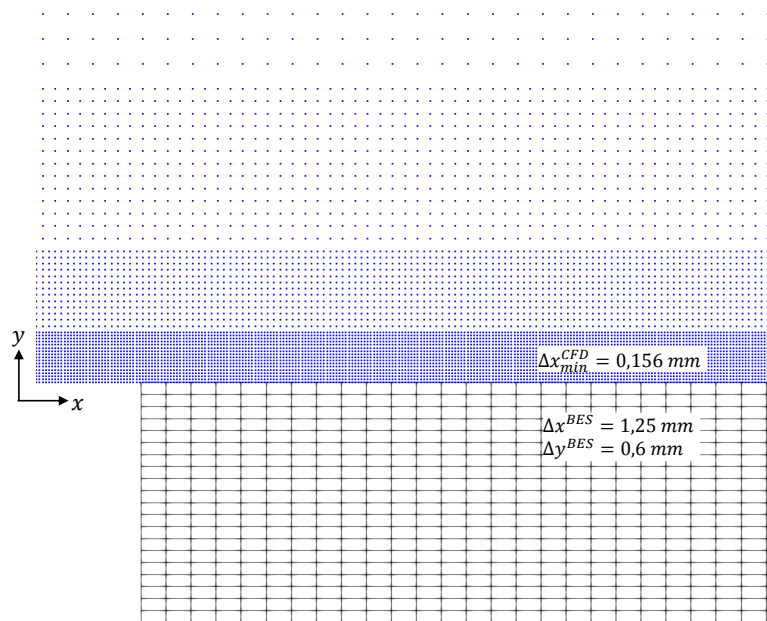 y
Δx_min^CFD = 0,156 mm
x
Δx^BES = 1,25 mm
Δy^BES = 0,6 mm